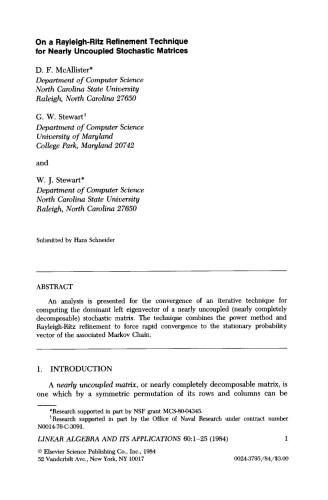 On a Rayleigh-Ritz Refinement Technique
for Nearly Uncoupled Stochastic Matrices
D. F. McAllister*
Department of Computer Science
North Carolina State University
Raleigh, North Carolina 27650
G. W. Stewart†
Department of Computer Science
University of Maryland
College Park, Maryland 20742
and
W. J. Stewart*
Department of Computer Science
North Carolina State University
Raleigh, North Carolina 27650
Submitted by Hans Schneider
ABSTRACT
An analysis is presented for the convergence of an iterative technique for
computing the dominant left eigenvector of a nearly uncoupled (nearly completely
decomposable) stochastic matrix. The technique combines the power method and
Rayleigh-Ritz refinement to force rapid convergence to the stationary probability
vector of the associated Markov Chain.
1. INTRODUCTION
A nearly uncoupled matrix, or nearly completely decomposable matrix, is
one which by a symmetric permutation of its rows and columns can be
*Research supported in part by NSF grant MCS-80-04345.
†Research supported in part by the Office of Naval Research under contract number
N0014-76-C-3091.
LINEAR ALGEBRA AND ITS APPLICATIONS 60:1–25 (1984) 1
© Elsevier Science Publishing Co., Inc., 1984
52 Vanderbilt Ave., New York, NY 10017 0024-3795/84/$3.00